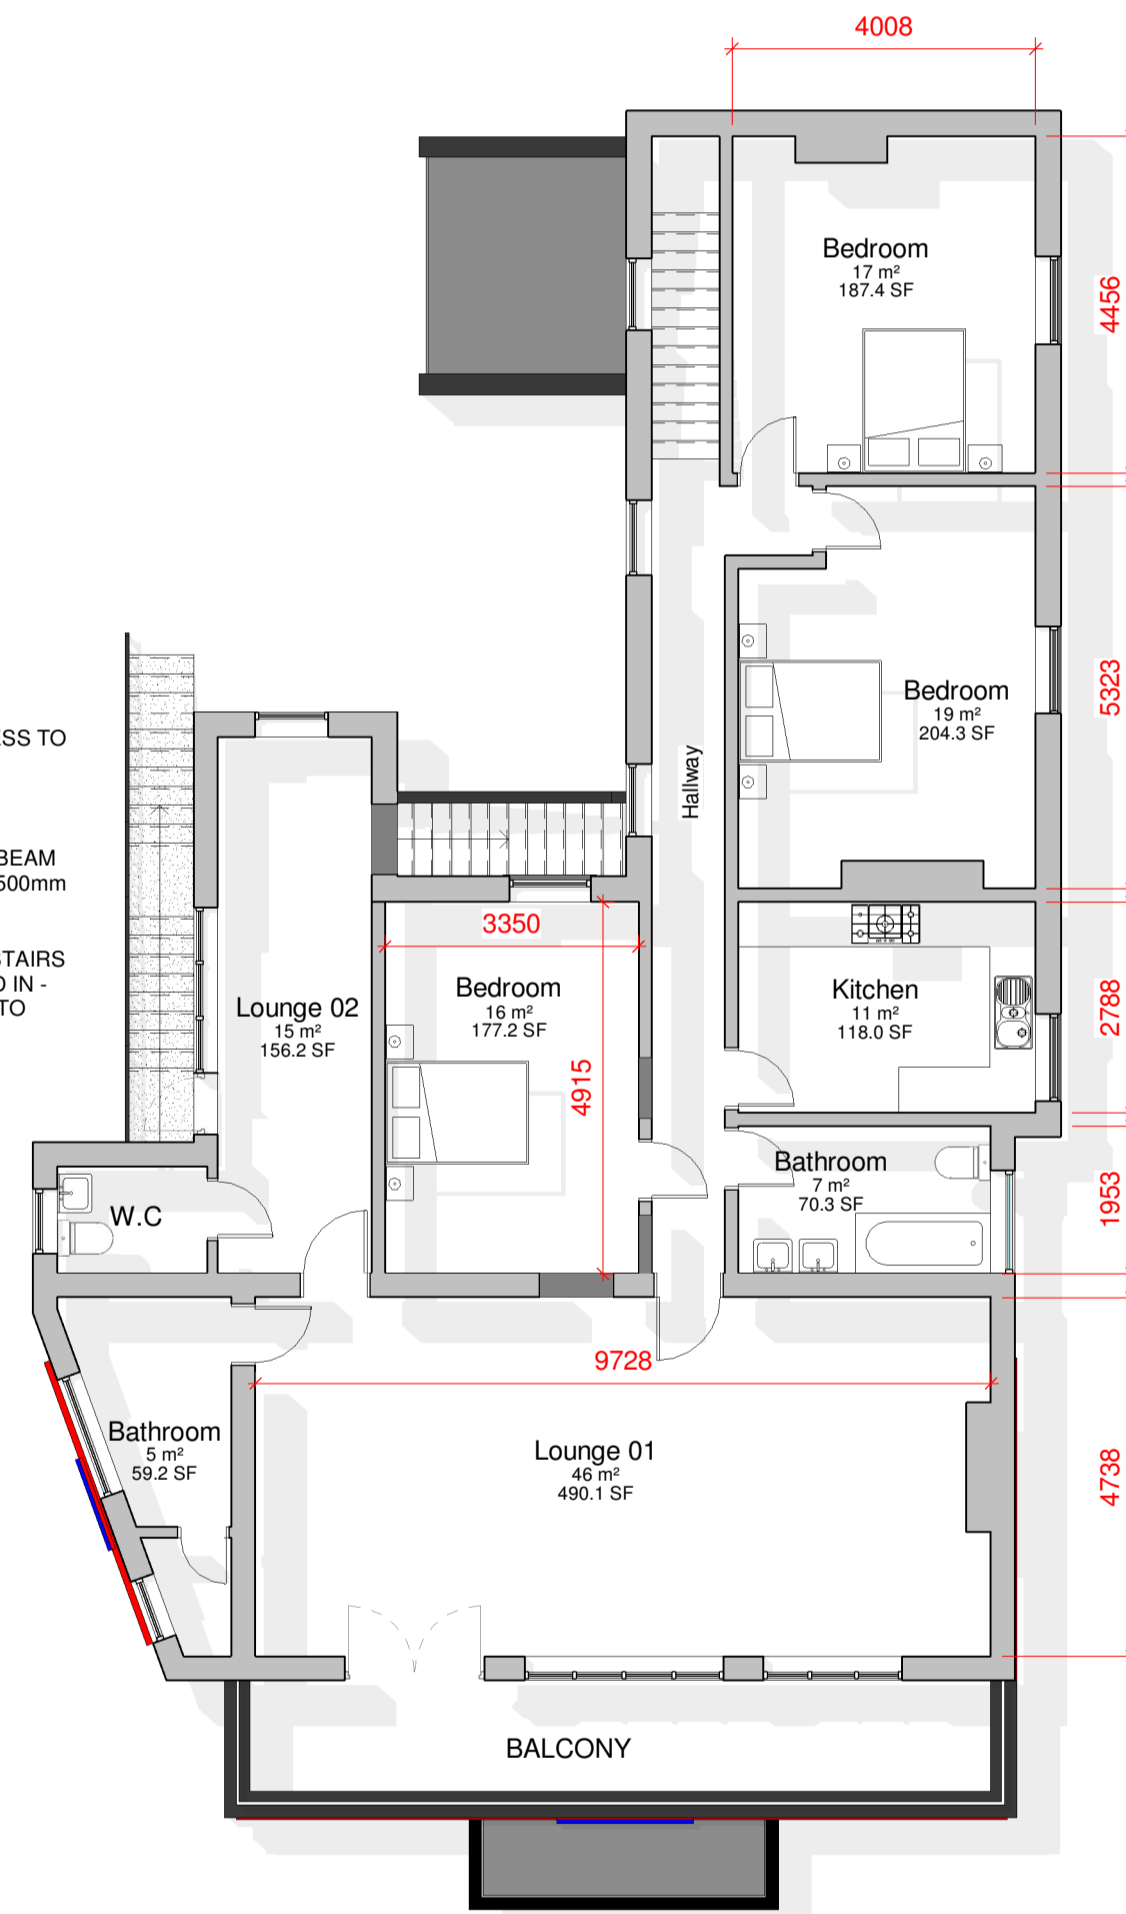 4008
Bedroom
17 m²
187.4 SF
4456
Bedroom
19 m²
204.3 SF
5323
Hallway
ESS TO
BEAM
500mm
STAIRS
D IN -
TO
3350
Bedroom
16 m²
177.2 SF
4915
Lounge 02
15 m²
156.2 SF
Kitchen
11 m²
118.0 SF
2788
Bathroom
7 m²
70.3 SF
1953
W.C
9728
Bathroom
5 m²
59.2 SF
Lounge 01
46 m²
490.1 SF
4738
BALCONY